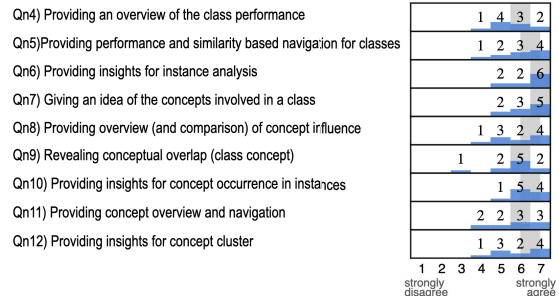 Qn4) Providing an overview of the class performance 1 4 3 2
Qn5)Providing performance and similarity based navigation for classes 1 2 3 4
Qn6) Providing insights for instance analysis 2 2 6
Qn7) Giving an idea of the concepts involved in a class 2 3 5
Qn8) Providing overview (and comparison) of concept influence 1 3 2 4
Qn9) Revealing conceptual overlap (class concept) 1 2 5 2
Qn10) Providing insights for concept occurrence in instances 1 5 4
Qn11) Providing concept overview and navigation 2 2 3 3
Qn12) Providing insights for concept cluster 1 3 2 4
1 2 3 4 5 6 7
strongly strongly
disagree agree